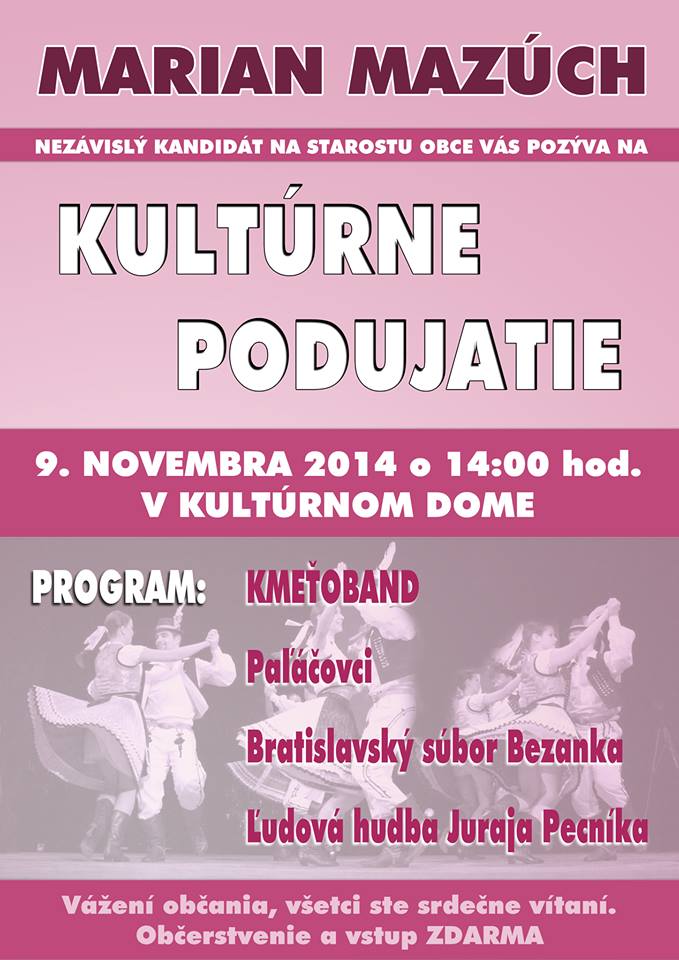 MARIAN MAZÚCH
NEZÁVISLÝ KANDIDÁT NA STAROSTU OBCE VÁS POZÝVA NA
KULTÚRNE
PODUJATIE
9. NOVEMBRA 2014 o 14:00 hod.
V KULTÚRNOM DOME
PROGRAM: KMEŤOBAND
Paľáčovci
Bratislavský súbor Bezanka
Ľudová hudba Juraja Pecníka
Vážení občania, všetci ste srdečne vítaní.
Občerstvenie a vstup ZDARMA